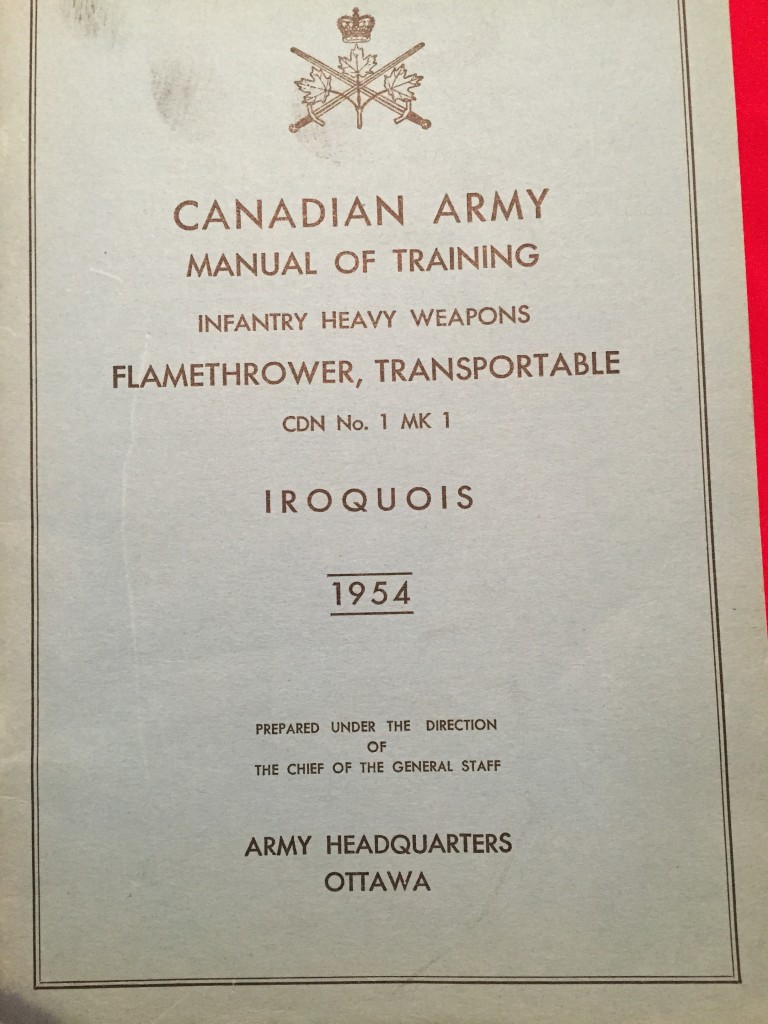 CANADIAN ARMY
MANUAL OF TRAINING
INFANTRY HEAVY WEAPONS
FLAMETHROWER, TRANSPORTABLE
CDN No. 1 MK 1
IROQUOIS
1954
PREPARED UNDER THE DIRECTION
OF
THE CHIEF OF THE GENERAL STAFF
ARMY HEADQUARTERS
OTTAWA